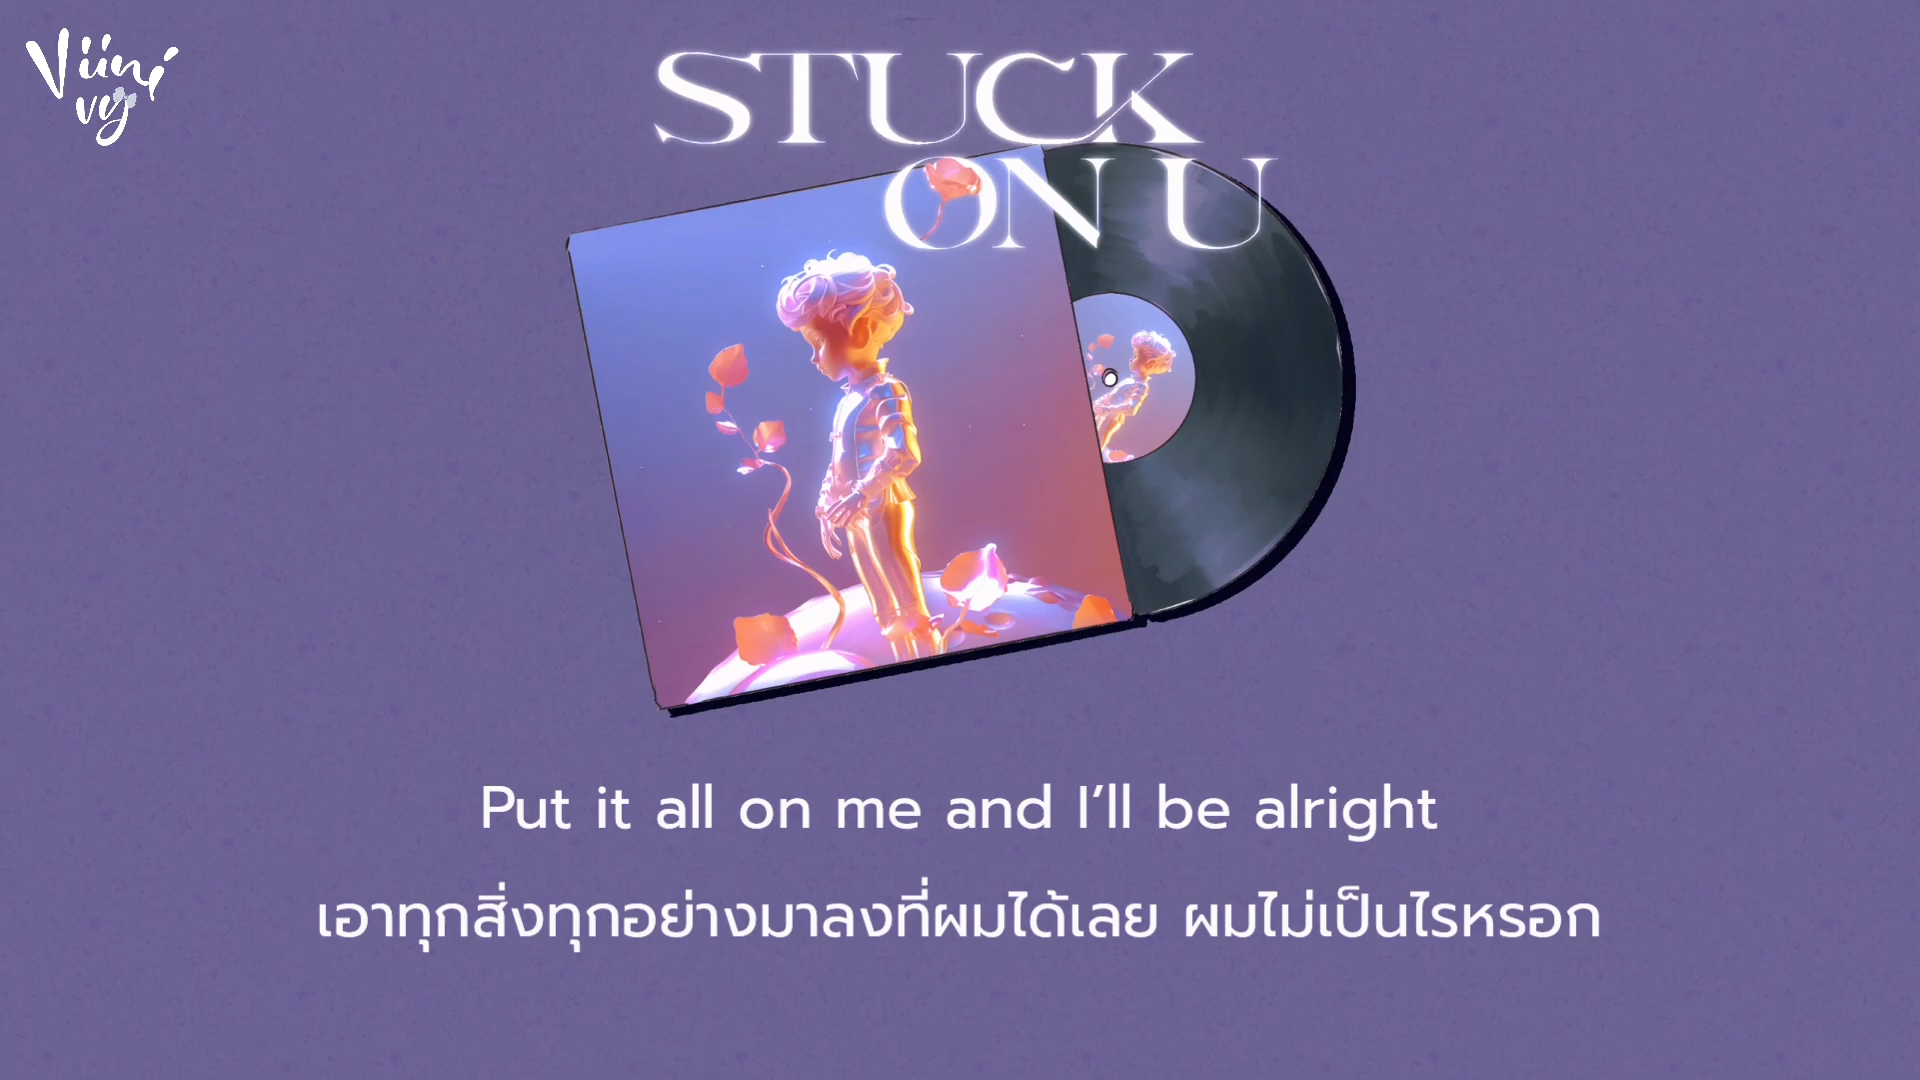 Viini
vy
STUCK
ON U
Put it all on me and I’ll be alright
เอาทุกสิ่งทุกอย่างมาลงที่ผมได้เลย ผมไม่เป็นไรหรอก